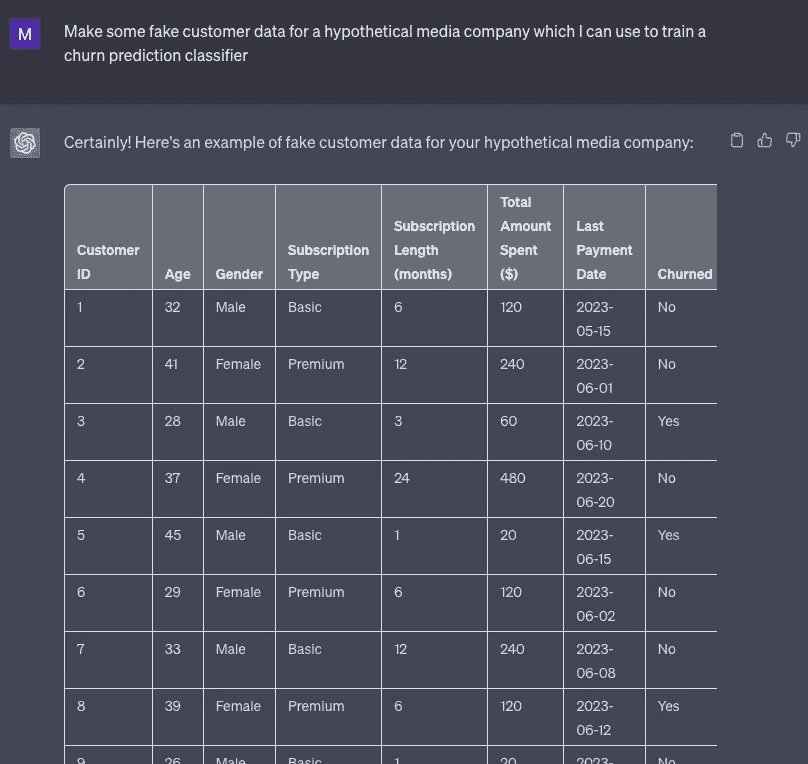 M
Make some fake customer data for a hypothetical media company which I can use to train a
churn prediction classifier
Certainly! Here's an example of fake customer data for your hypothetical media company:
Customer ID Age Gender Subscription Type Subscription Length (months) Total Amount Spent ($) Last Payment Date Churned
1 32 Male Basic 6 120 2023-05-15 No
2 41 Female Premium 12 240 2023-06-01 No
3 28 Male Basic 3 60 2023-06-10 Yes
4 37 Female Premium 24 480 2023-06-20 No
5 45 Male Basic 1 20 2023-06-15 Yes
6 29 Female Premium 6 120 2023-06-02 No
7 33 Male Basic 12 240 2023-06-08 No
8 39 Female Premium 6 120 2023-06-12 Yes
9 26 Male Basic 1 20 2023- No